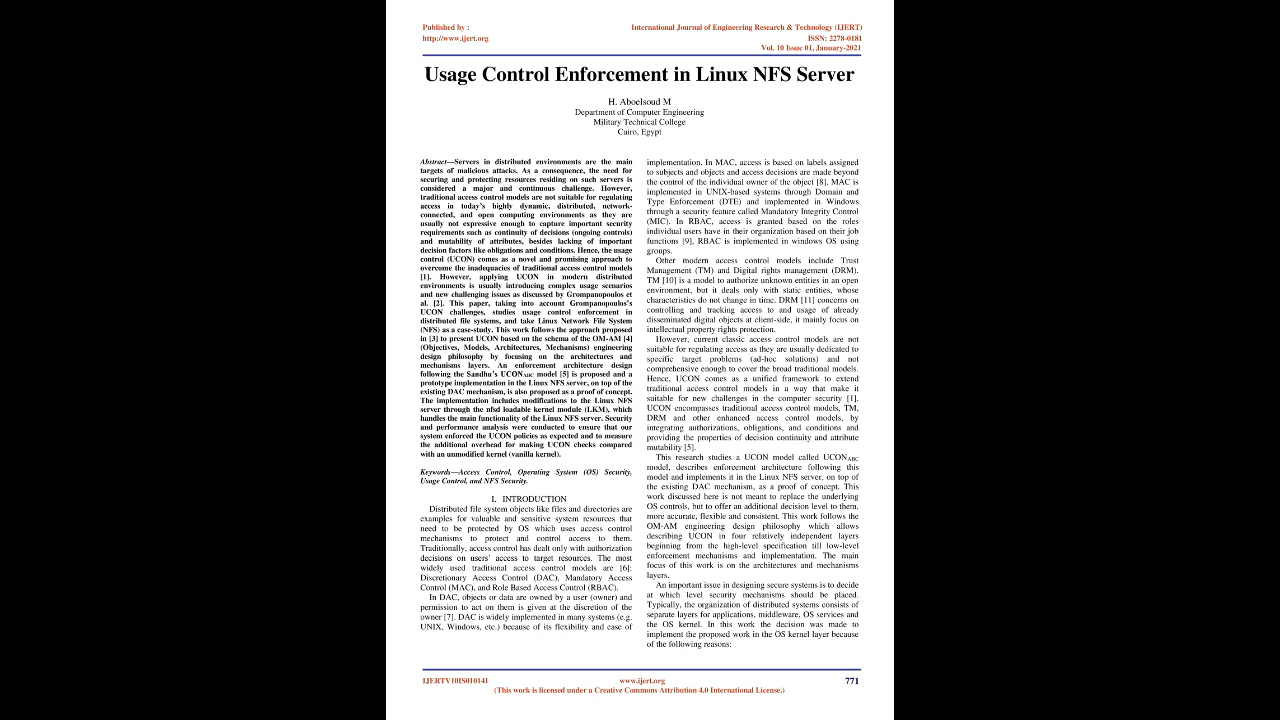 Published by :
http://www.ijert.org
International Journal of Engineering Research & Technology (IJERT)
ISSN: 2278-0181
Vol. 10 Issue 01, January-2021
Usage Control Enforcement in Linux NFS Server
H. Aboelsoud M
Department of Computer Engineering
Military Technical College
Cairo, Egypt
Abstract—Servers in distributed environments are the main
targets of malicious attacks. As a consequence, the need for
securing and protecting resources residing on such servers is
considered a major and continuous challenge. However,
traditional access control models are not suitable for regulating
access in today's highly dynamic, distributed, network-
connected, and open computing environments as they are
usually not expressive enough to capture important security
requirements such as continuity of decisions (ongoing controls)
and mutability of attributes, besides lacking of important
decision factors like obligations and conditions. Hence, the usage
control (UCON) comes as a novel and promising approach to
overcome the inadequacies of traditional access control models
[1]. However, applying UCON in modern distributed
environments is usually introducing complex usage scenarios
and new challenging issues as discussed by Grompanopoulos et
al. [2]. This paper, taking into account Grompanopoulos's
UCON challenges, studies usage control enforcement in
distributed file systems, and take Linux Network File System
(NFS) as a case-study. This work follows the approach proposed
in [3] to present UCON based on the schema of the OM-AM [4]
(Objectives, Models, Architectures, Mechanisms) engineering
design philosophy by focusing on the architectures and
mechanisms layers. An enforcement architecture design
following the Sandhu's UCONABC model [5] is proposed and a
prototype implementation in the Linux NFS server, on top of the
existing DAC mechanism, is also proposed as a proof of concept.
The implementation includes modifications to the Linux NFS
server through the nfsd loadable kernel module (LKM), which
handles the main functionality of the Linux NFS server. Security
and performance analysis were conducted to ensure that our
system enforced the UCON policies as expected and to measure
the additional overhead for making UCON checks compared
with an unmodified kernel (vanilla kernel).
Keywords—Access Control, Operating System (OS) Security,
Usage Control, and NFS Security.
I. INTRODUCTION
Distributed file system objects like files and directories are
examples for valuable and sensitive system resources that
need to be protected by OS which uses access control
mechanisms to protect and control access to them.
Traditionally, access control has dealt only with authorization
decisions on users' access to target resources. The most
widely used traditional access control models are [6]:
Discretionary Access Control (DAC), Mandatory Access
Control (MAC), and Role Based Access Control (RBAC).
In DAC, objects or data are owned by a user (owner) and
permission to act on them is given at the discretion of the
owner [7]. DAC is widely implemented in many systems (e.g.
UNIX, Windows, etc.) because of its flexibility and ease of
implementation. In MAC, access is based on labels assigned
to subjects and objects and access decisions are made beyond
the control of the individual owner of the object [8]. MAC is
implemented in UNIX-based systems through Domain and
Type Enforcement (DTE) and implemented in Windows
through a security feature called Mandatory Integrity Control
(MIC). In RBAC, access is granted based on the roles
individual users have in their organization based on their job
functions [9], RBAC is implemented in windows OS using
groups.
Other modern access control models include Trust
Management (TM) and Digital rights management (DRM).
TM [10] is a model to authorize unknown entities in an open
environment, but it deals only with static entities, whose
characteristics do not change in time. DRM [11] concerns on
controlling and tracking access to and usage of already
disseminated digital objects at client-side, it mainly focus on
intellectual property rights protection.
However, current classic access control models are not
suitable for regulating access as they are usually dedicated to
specific target problems (ad-hoc solutions) and not
comprehensive enough to cover the broad traditional models.
Hence, UCON comes as a unified framework to extend
traditional access control models in a way that make it
suitable for new challenges in the computer security [1].
UCON encompasses traditional access control models, TM,
DRM and other enhanced access control models, by
integrating authorizations, obligations, and conditions and
providing the properties of decision continuity and attribute
mutability [5].
This research studies a UCON model called UCONABC
model, describes enforcement architecture following this
model and implements it in the Linux NFS server, on top of
the existing DAC mechanism, as a proof of concept. This
work discussed here is not meant to replace the underlying
OS controls, but to offer an additional decision level to them,
more accurate, flexible and consistent. This work follows the
OM-AM engineering design philosophy which allows
describing UCON in four relatively independent layers
beginning from the high-level specification till low-level
enforcement mechanisms and implementation. The main
focus of this work is on the architectures and mechanisms
layers.
An important issue in designing secure systems is to decide
at which level security mechanisms should be placed.
Typically, the organization of distributed systems consists of
separate layers for applications, middleware, OS services and
the OS kernel. In this work the decision was made to
implement the proposed work in the OS kernel layer because
of the following reasons:
IJERTV10IS010141
www.ijert.org
771
(This work is licensed under a Creative Commons Attribution 4.0 International License.)